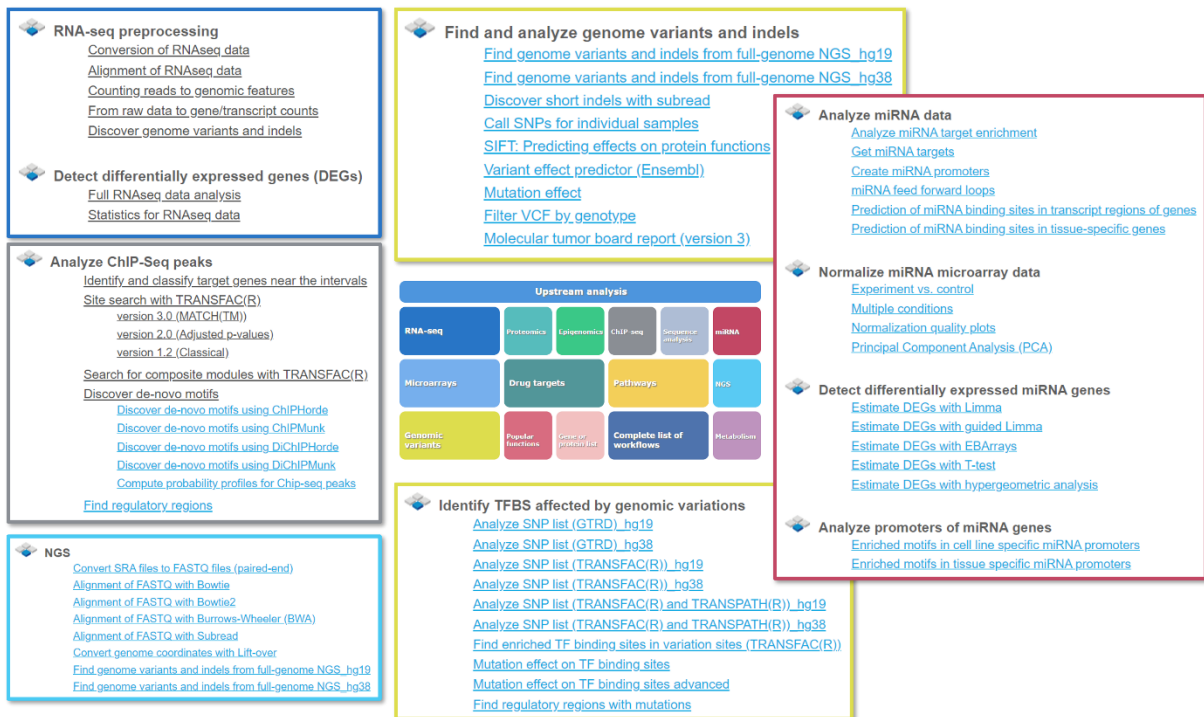 RNA-seq preprocessing
Conversion of RNAseq data
Alignment of RNAseq data
Counting reads to genomic features
From raw data to gene/transcript counts
Discover genome variants and indels
Detect differentially expressed genes (DEGs)
Full RNAseq data analysis
Statistics for RNAseq data
Analyze ChIP-Seq peaks
Identify and classify target genes near the intervals
Site search with TRANSFAC(R)
version 3.0 (MATCH(TM))
version 2.0 (Adjusted p-values)
version 1.2 (Classical)
Search for composite modules with TRANSFAC(R)
Discover de-novo motifs
Discover de-novo motifs using ChIPHorde
Discover de-novo motifs using ChIPMunk
Discover de-novo motifs using DiChIPHorde
Discover de-novo motifs using DiChIPMunk
Compute probability profiles for Chip-seq peaks
Find regulatory regions
NGS
Convert SRA files to FASTQ files (paired-end)
Alignment of FASTQ with Bowtie
Alignment of FASTQ with Bowtie2
Alignment of FASTQ with Burrows-Wheeler (BWA)
Alignment of FASTQ with Subread
Convert genome coordinates with Lift-over
Find genome variants and indels from full-genome NGS_hg19
Find genome variants and indels from full-genome NGS_hg38
Find and analyze genome variants and indels
Find genome variants and indels from full-genome NGS_hg19
Find genome variants and indels from full-genome NGS_hg38
Discover short indels with subread
Call SNPs for individual samples
SIFT: Predicting effects on protein functions
Variant effect predictor (Ensembl)
Mutation effect
Filter VCF by genotype
Molecular tumor board report (version 3)
Upstream analysis
RNA-seq
Proteomics
Epigenomics
ChIP-seq
Sequence
analysis
miRNA
Microarrays
Drug targets
Pathways
NGS
Genomic
variants
Popular
functions
Gene or
protein list
Complete list of
workflows
Metabolism
Identify TFBS affected by genomic variations
Analyze SNP list (GTRD)_hg19
Analyze SNP list (GTRD)_hg38
Analyze SNP list (TRANSFAC(R))_hg19
Analyze SNP list (TRANSFAC(R))_hg38
Analyze SNP list (TRANSFAC(R) and TRANSPATH(R))_hg19
Analyze SNP list (TRANSFAC(R) and TRANSPATH(R))_hg38
Find enriched TF binding sites in variation sites (TRANSFAC(R))
Mutation effect on TF binding sites
Mutation effect on TF binding sites advanced
Find regulatory regions with mutations
Analyze miRNA data
Analyze miRNA target enrichment
Get miRNA targets
Create miRNA promoters
miRNA feed forward loops
Prediction of miRNA binding sites in transcript regions of genes
Prediction of miRNA binding sites in tissue-specific genes
Normalize miRNA microarray data
Experiment vs. control
Multiple conditions
Normalization quality plots
Principal Component Analysis (PCA)
Detect differentially expressed miRNA genes
Estimate DEGs with Limma
Estimate DEGs with guided Limma
Estimate DEGs with EBArrays
Estimate DEGs with T-test
Estimate DEGs with hypergeometric analysis
Analyze promoters of miRNA genes
Enriched motifs in cell line specific miRNA promoters
Enriched motifs in tissue specific miRNA promoters